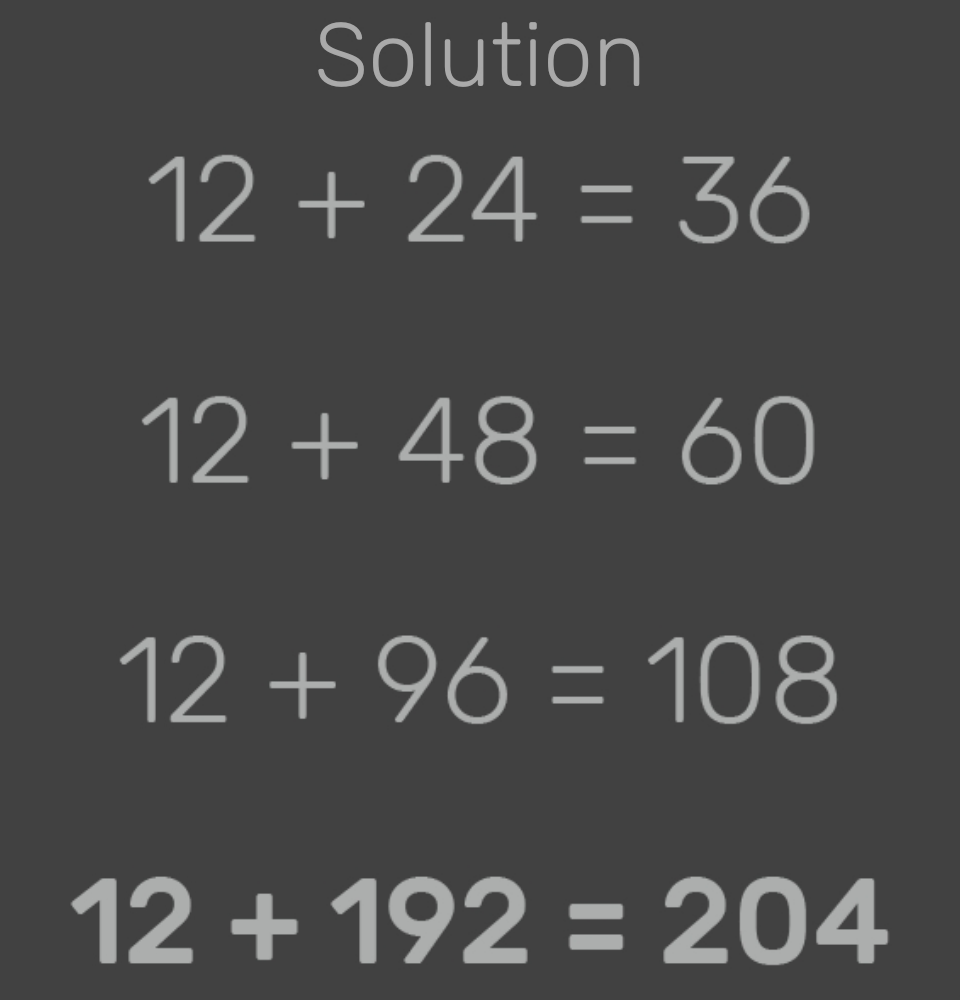 Solution
12 + 24 = 36
12 + 48 = 60
12 + 96 = 108
12 + 192 = 204